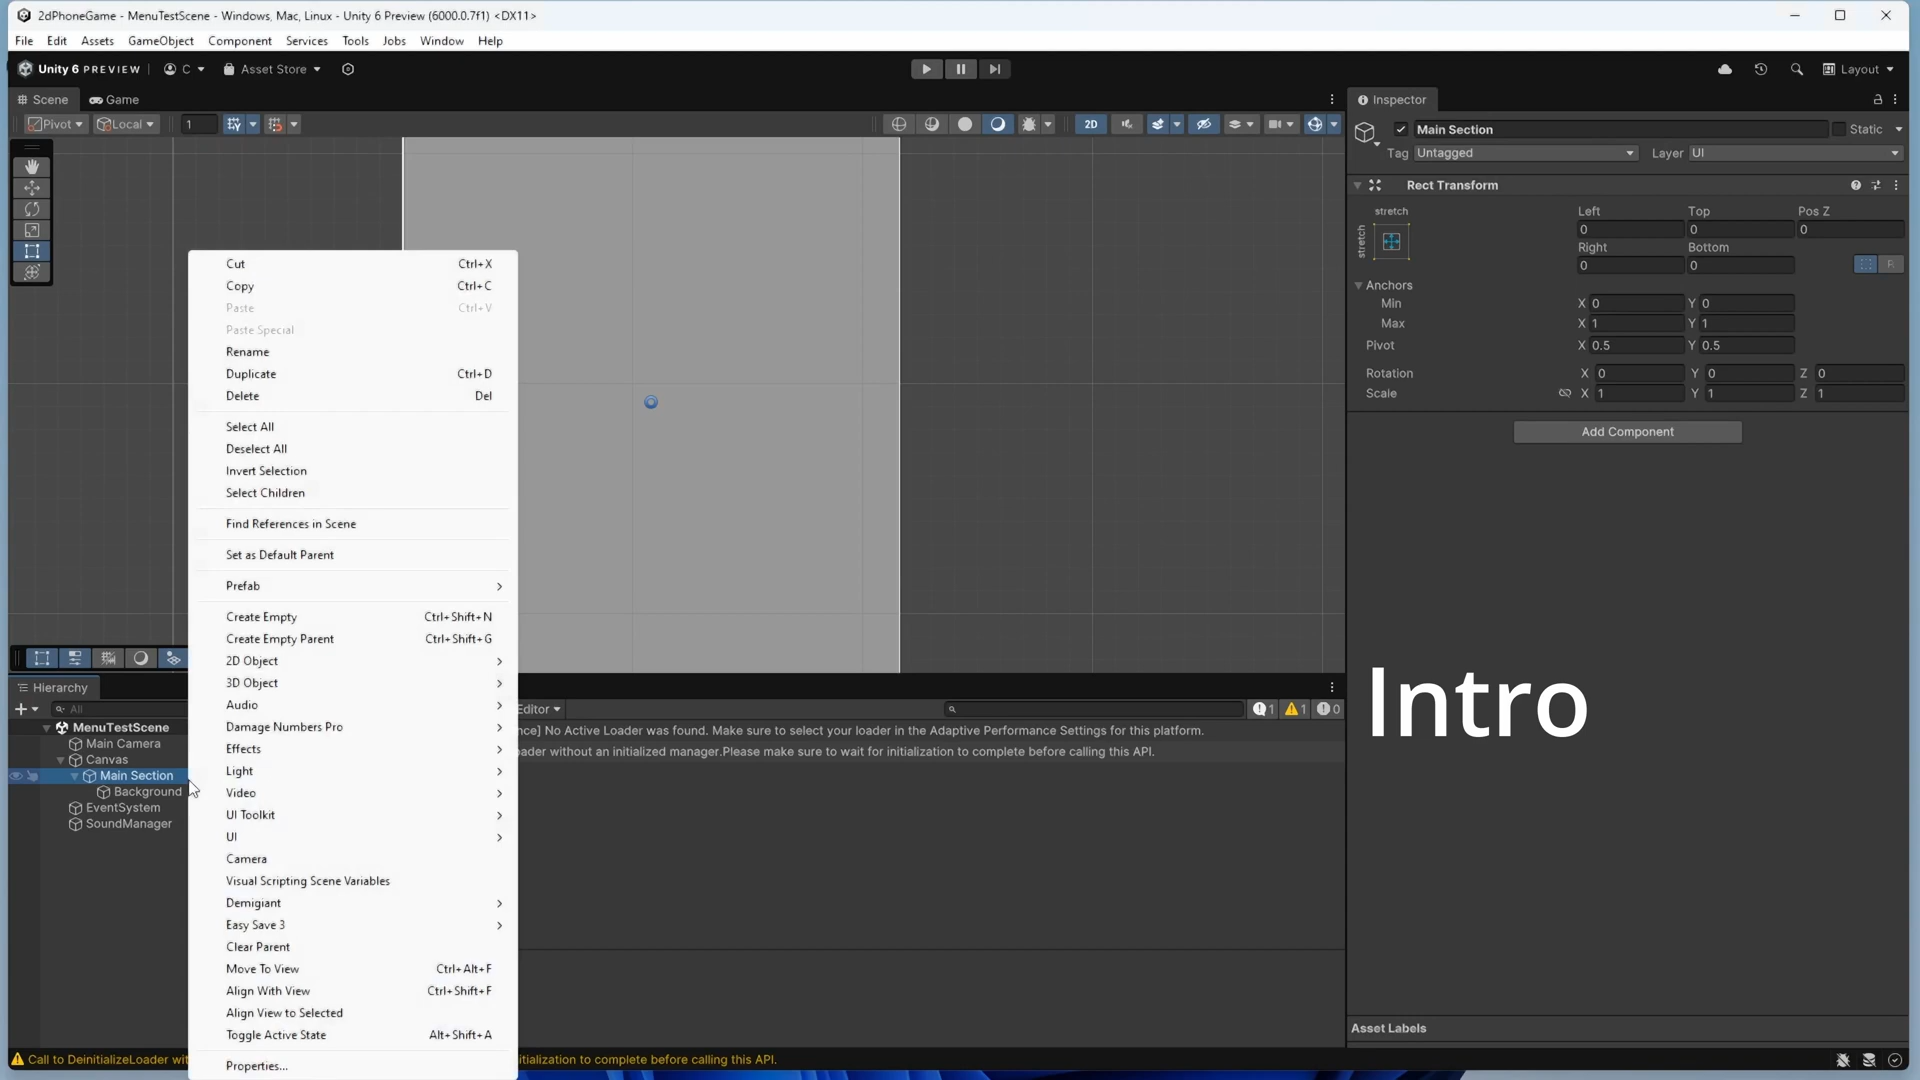 2dPhoneGame - MenuTestScene - Windows, Mac, Linux - Unity 6 Preview (6000.0.7f1) <DX11>
File Edit Assets GameObject Component Services Tools Jobs Window Help
Unity 6 PREVIEW C Asset Store Layout
Scene Game
Pivot Local 1 2D
Inspector
Main Section Static
Tag Untagged Layer UI
Rect Transform
stretch Left Top Pos Z
stretch 0 0 0
Right Bottom
0 0 R
Anchors
Min X 0 Y 0
Max X 1 Y 1
Pivot X 0.5 Y 0.5
Rotation X 0 Y 0 Z 0
Scale X 1 Y 1 Z 1
Add Component
Cut Ctrl+X
Copy Ctrl+C
Paste Ctrl+V
Paste Special
Rename
Duplicate Ctrl+D
Delete Del
Select All
Deselect All
Invert Selection
Select Children
Find References in Scene
Set as Default Parent
Prefab
Create Empty Ctrl+Shift+N
Create Empty Parent Ctrl+Shift+G
2D Object
3D Object
Audio
Damage Numbers Pro
Effects
Light
Video
UI Toolkit
UI
Camera
Visual Scripting Scene Variables
Demigiant
Easy Save 3
Clear Parent
Move To View Ctrl+Alt+F
Align With View Ctrl+Shift+F
Align View to Selected
Toggle Active State Alt+Shift+A
Properties...
Hierarchy
All
MenuTestScene
Main Camera
Canvas
Main Section
Background
EventSystem
SoundManager
Editor 1 1 0
nce] No Active Loader was found. Make sure to select your loader in the Adaptive Performance Settings for this platform.
ader without an initialized manager.Please make sure to wait for initialization to complete before calling this API.
Intro
Asset Labels
Call to DeinitializeLoader wit itialization to complete before calling this API.